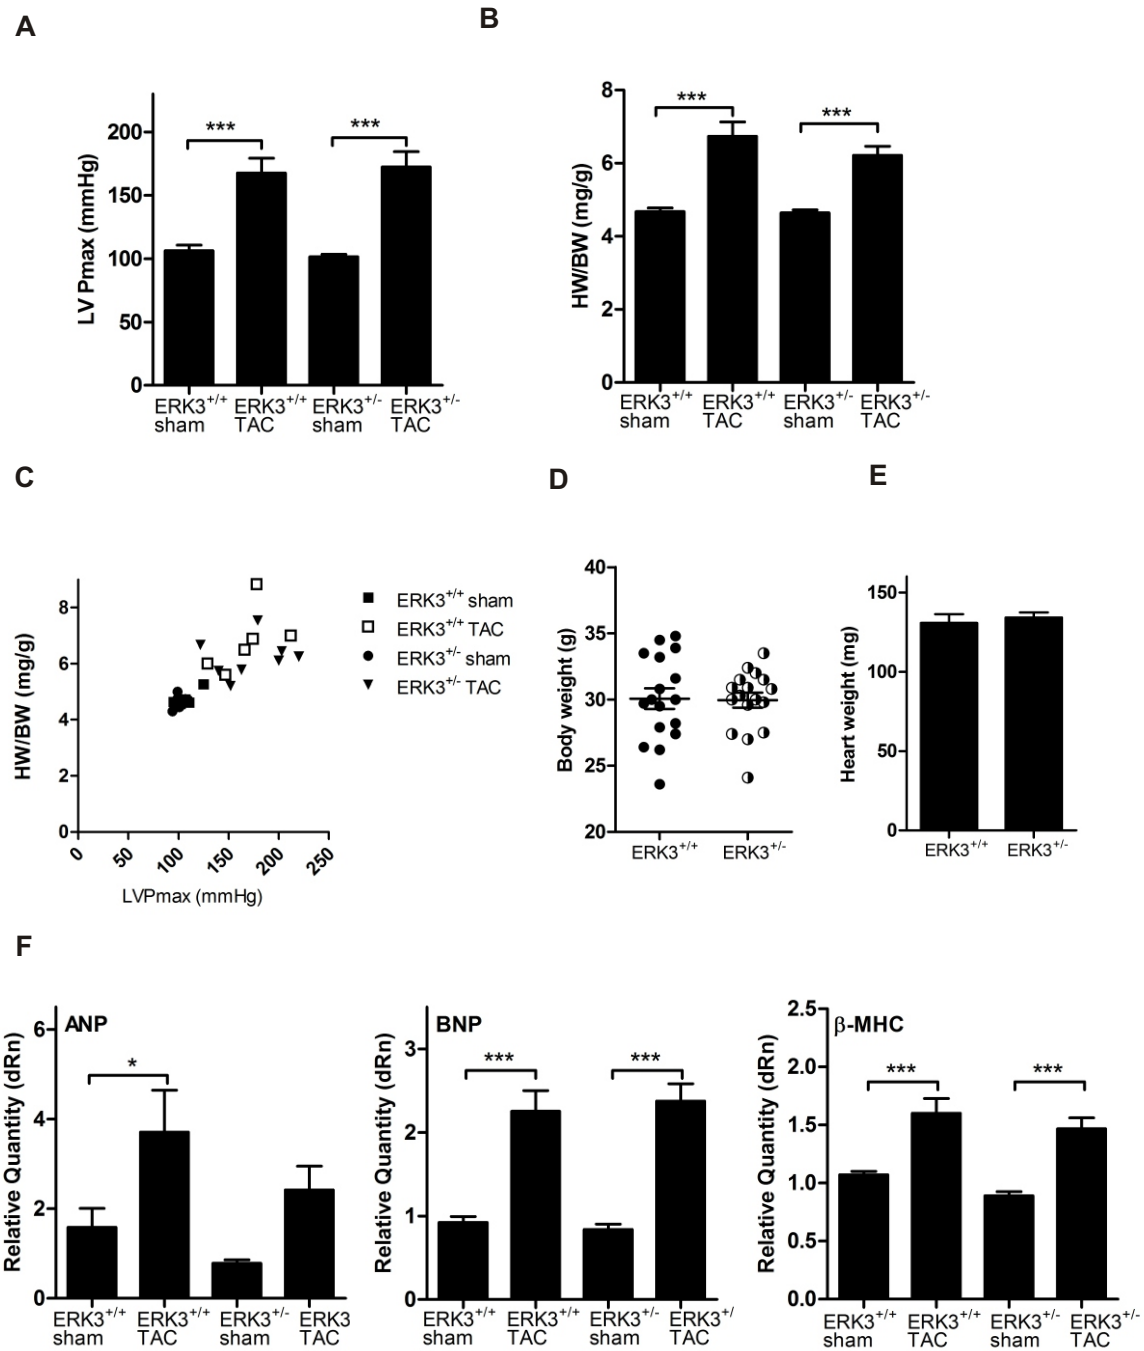 A
B
LV Pmax (mmHg)
200
150
100
50
0
***
***
ERK3+/+ sham
ERK3+/+ TAC
ERK3+/- sham
ERK3+/- TAC
HW/BW (mg/g)
8
6
4
2
0
***
***
ERK3+/+ sham
ERK3+/+ TAC
ERK3+/- sham
ERK3+/- TAC
C
D
E
HW/BW (mg/g)
8
6
4
2
0
0
50
100
150
200
250
LVPmax (mmHg)
ERK3+/+ sham
ERK3+/+ TAC
ERK3+/- sham
ERK3+/- TAC
Body weight (g)
40
35
30
25
20
ERK3+/+
ERK3+/-
Heart weight (mg)
150
100
50
0
ERK3+/+
ERK3+/-
F
ANP
Relative Quantity (dRn)
6
4
2
0
*
ERK3+/+ sham
ERK3+/+ TAC
ERK3+/- sham
ERK3 TAC
BNP
Relative Quantity (dRn)
3
2
1
0
***
***
ERK3+/+ sham
ERK3+/+ TAC
ERK3+/- sham
ERK3+/ TAC
β-MHC
Relative Quantity (dRn)
2.5
2.0
1.5
1.0
0.5
0.0
***
***
ERK3+/+ sham
ERK3+/+ TAC
ERK3+/- sham
ERK3+/- TAC